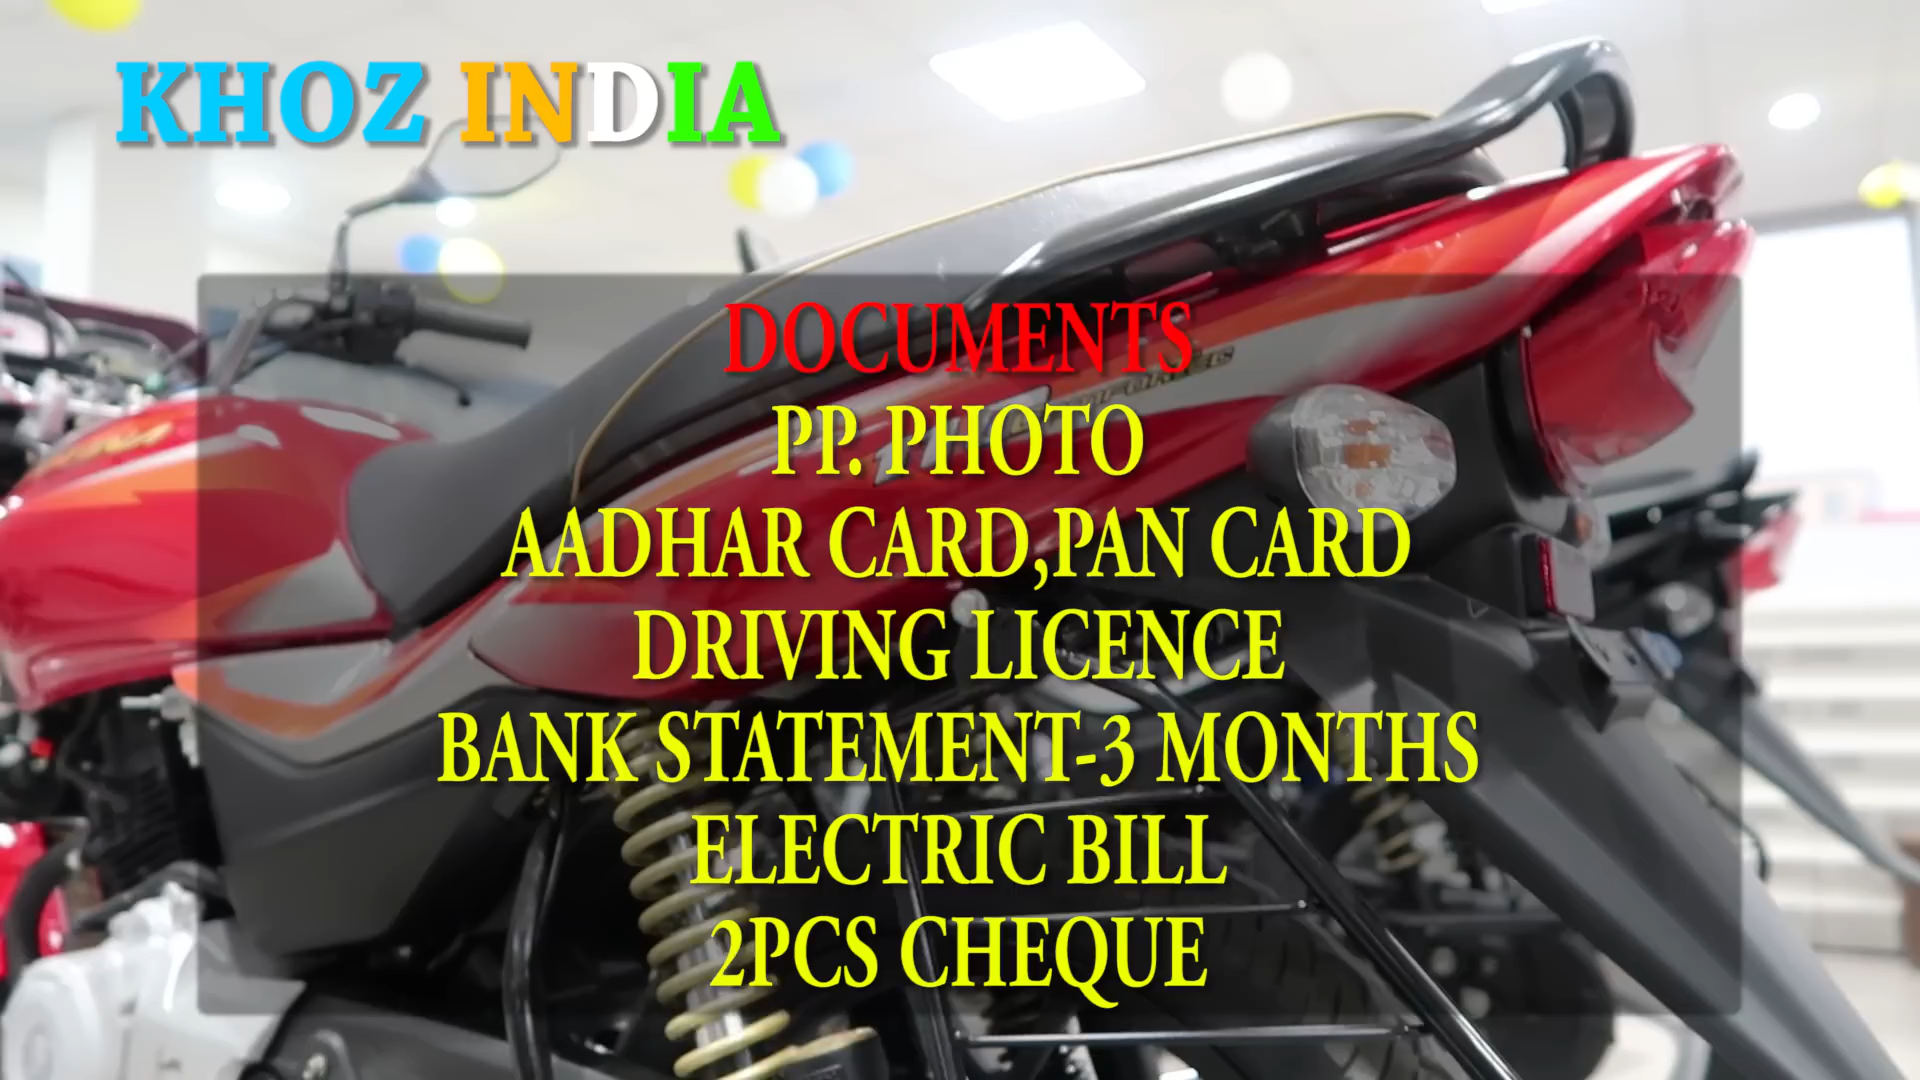 KHOZ INDIA
DOCUMENTS
PP. PHOTO
AADHAR CARD,PAN CARD
DRIVING LICENCE
BANK STATEMENT-3 MONTHS
ELECTRIC BILL
2PCS CHEQUE